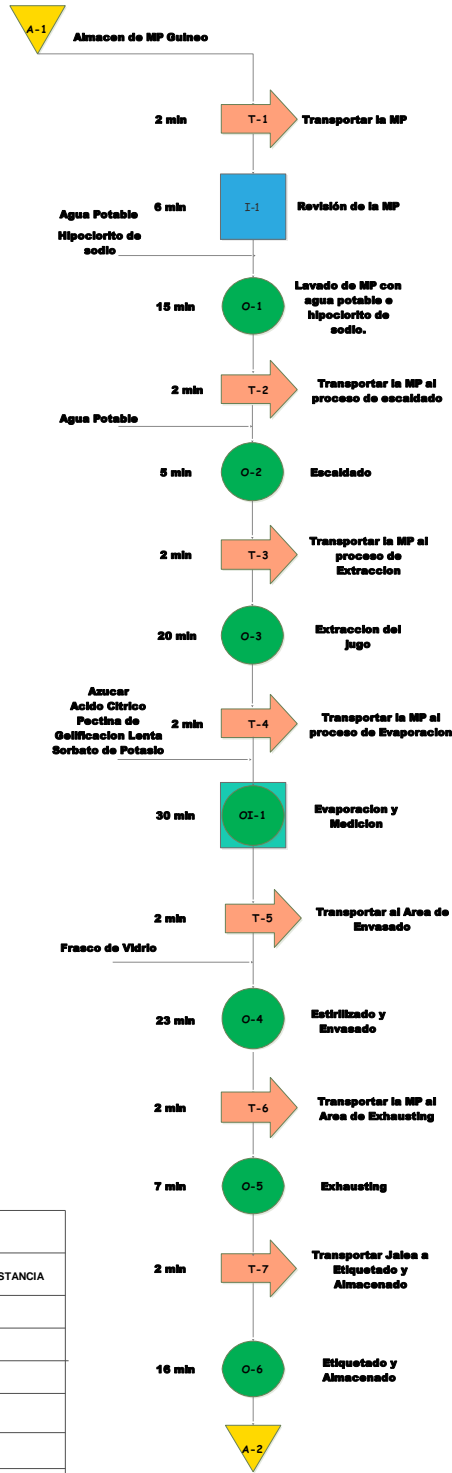 A-1
Almacen de MP Guineo
2 min
T-1
Transportar la MP
6 min
I-1
Revisión de la MP
Agua Potable
Hipoclorito de
sodio
15 min
O-1
Lavado de MP con
agua potable e
hipoclorito de
sodio.
2 min
T-2
Transportar la MP al
proceso de escaldado
Agua Potable
5 min
O-2
Escaldado
2 min
T-3
Transportar la MP al
proceso de
Extraccion
20 min
O-3
Extraccion del
jugo
Azucar
Acido Citrico
Pectina de
Gelificacion Lenta
Sorbato de Potasio
2 min
T-4
Transportar la MP al
proceso de Evaporacion
30 min
OI-1
Evaporacion y
Medicion
2 min
T-5
Transportar al Area de
Envasado
Frasco de Vidrio
23 min
O-4
Estirilizado y
Envasado
2 min
T-6
Transportar la MP al
Area de Exhausting
7 min
O-5
Exhausting
2 min
T-7
Transportar Jalea a
Etiquetado y
Almacenado
16 min
O-6
Etiquetado y
Almacenado
A-2
STANCIA